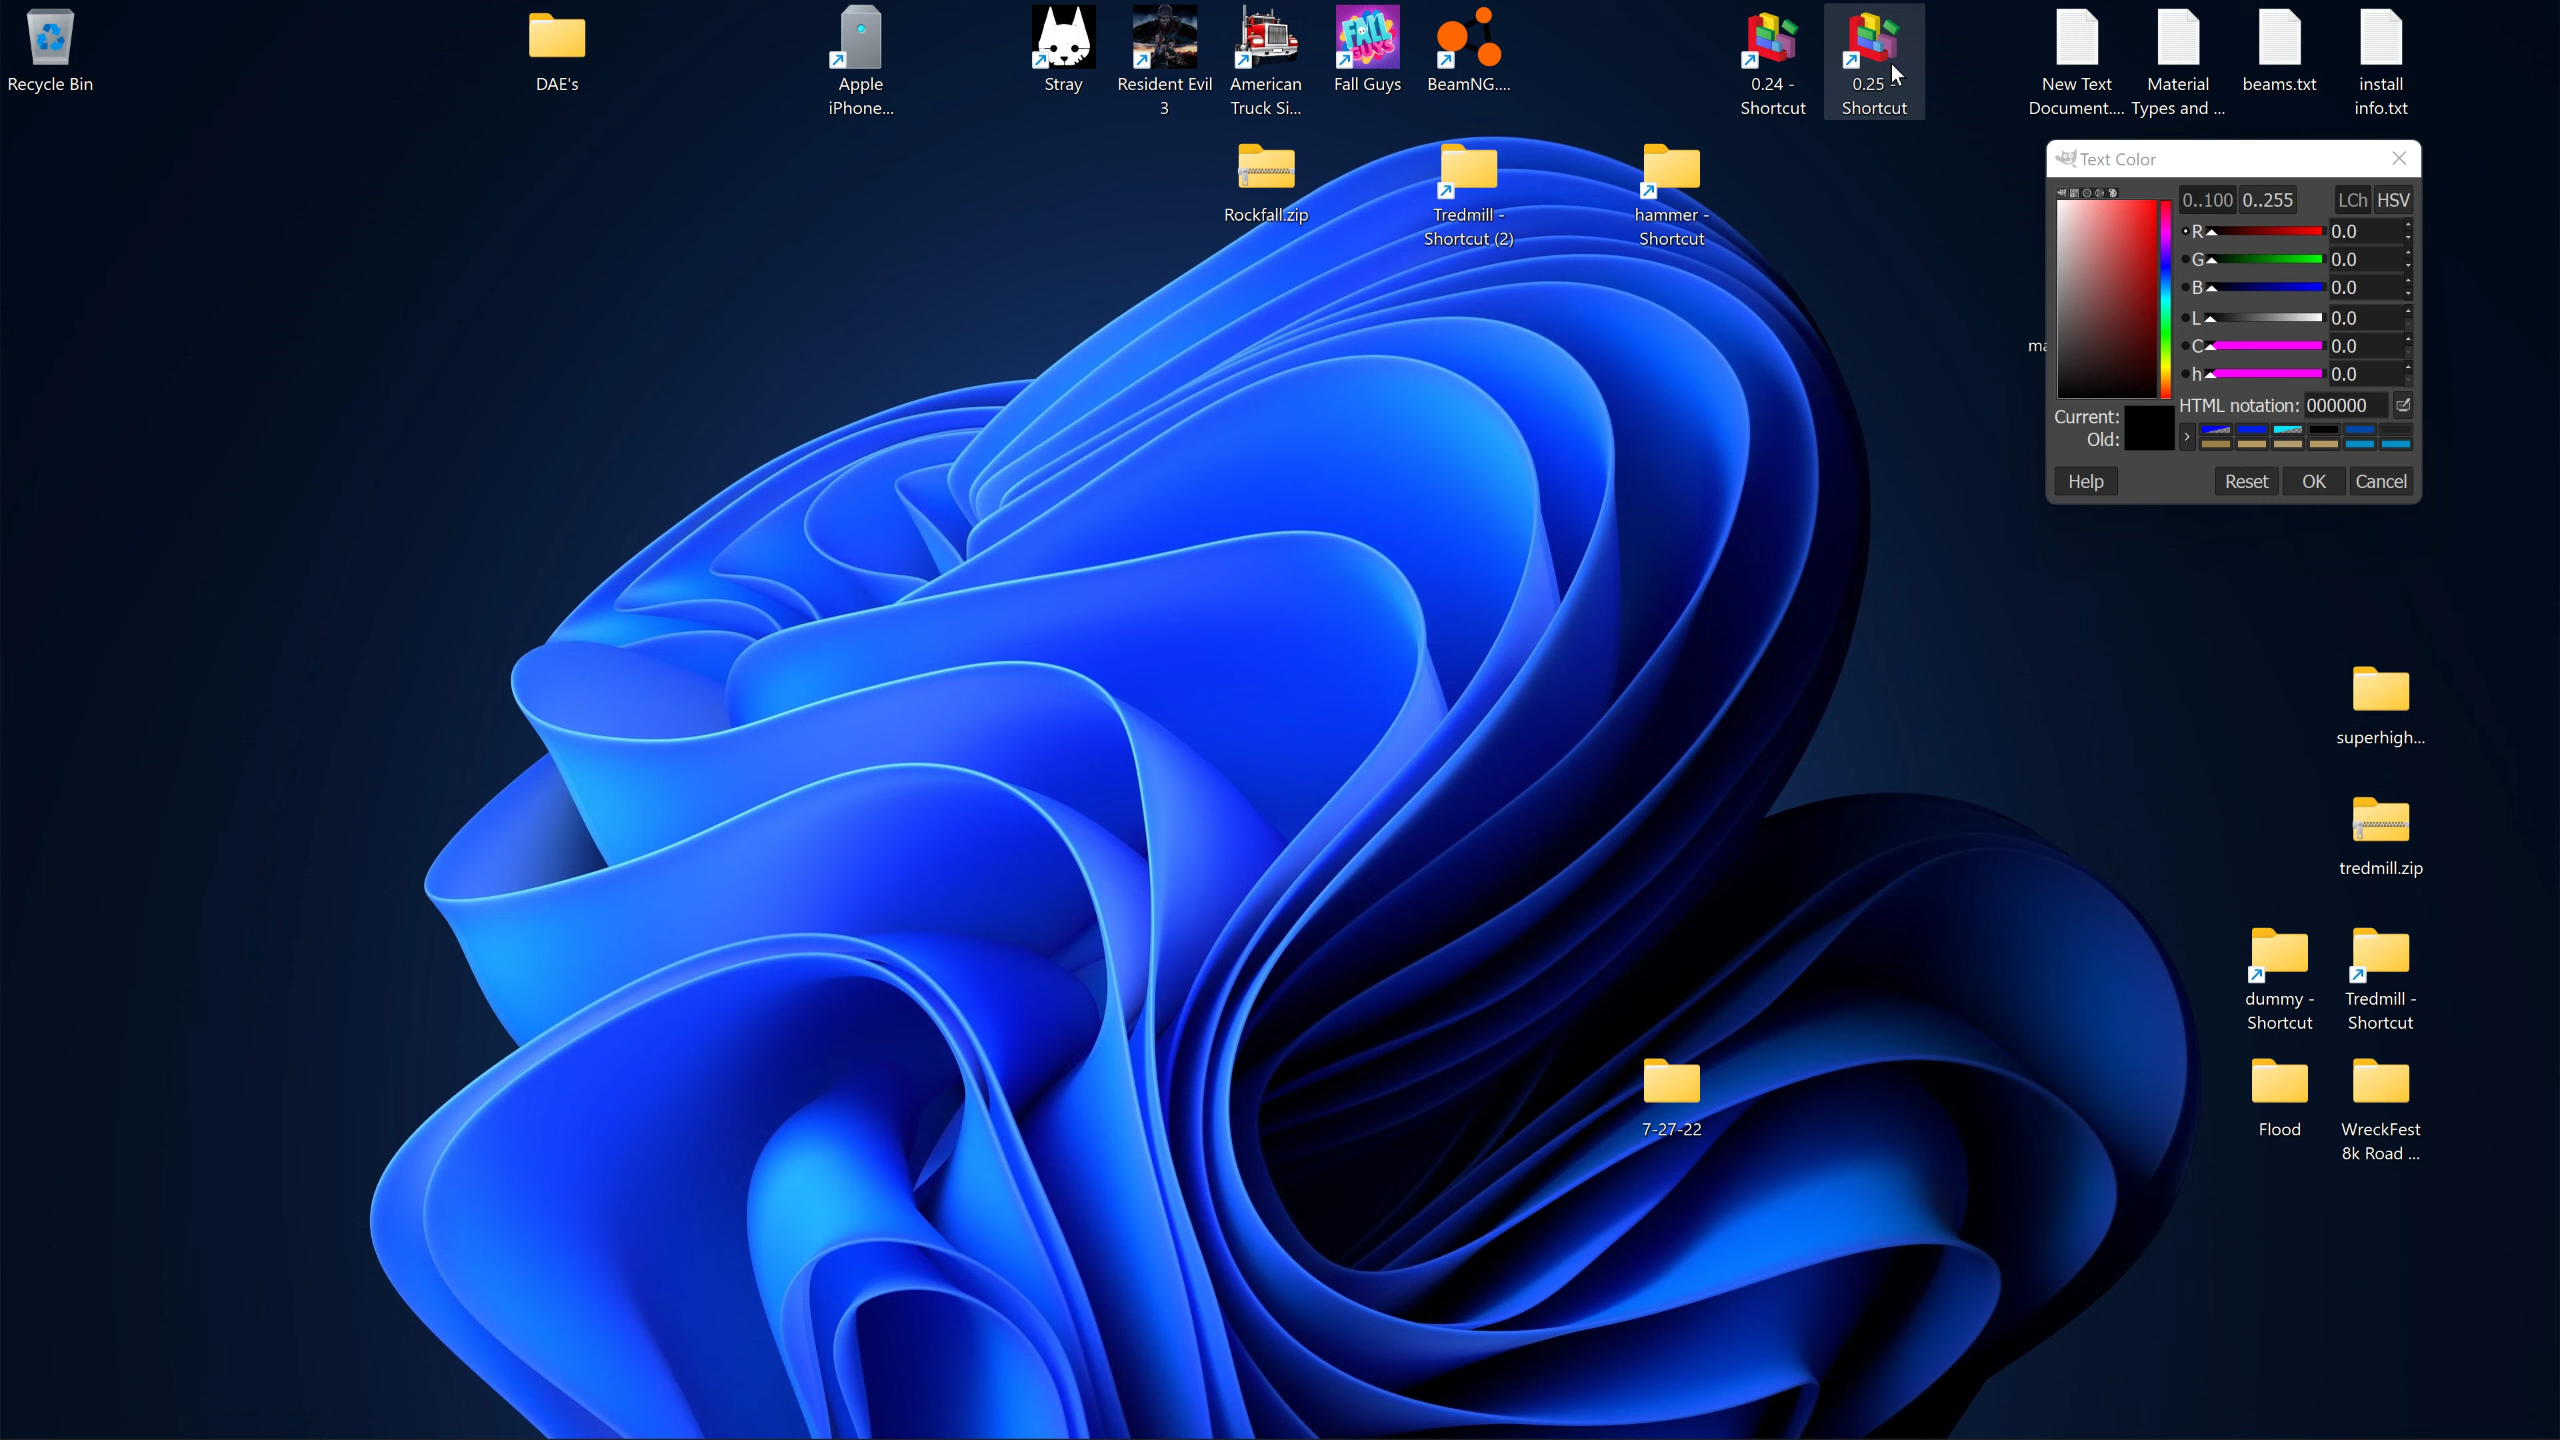 Recycle Bin
DAE's
Apple
iPhone...
Stray
Resident Evil
3
American
Truck Si...
FALL
GUYS
Fall Guys
BeamNG....
0.24 -
Shortcut
0.25 -
Shortcut
New Text
Document....
Material
Types and ...
beams.txt
install
info.txt
Rockfall.zip
Tredmill -
Shortcut (2)
hammer -
Shortcut
ma
Text Color
0..100
0..255
LCh
HSV
R
0.0
G
0.0
B
0.0
L
0.0
C
0.0
h
0.0
HTML notation:
000000
Current:
Old:
Help
Reset
OK
Cancel
superhigh...
tredmill.zip
dummy -
Shortcut
Tredmill -
Shortcut
7-27-22
Flood
WreckFest
8k Road ...